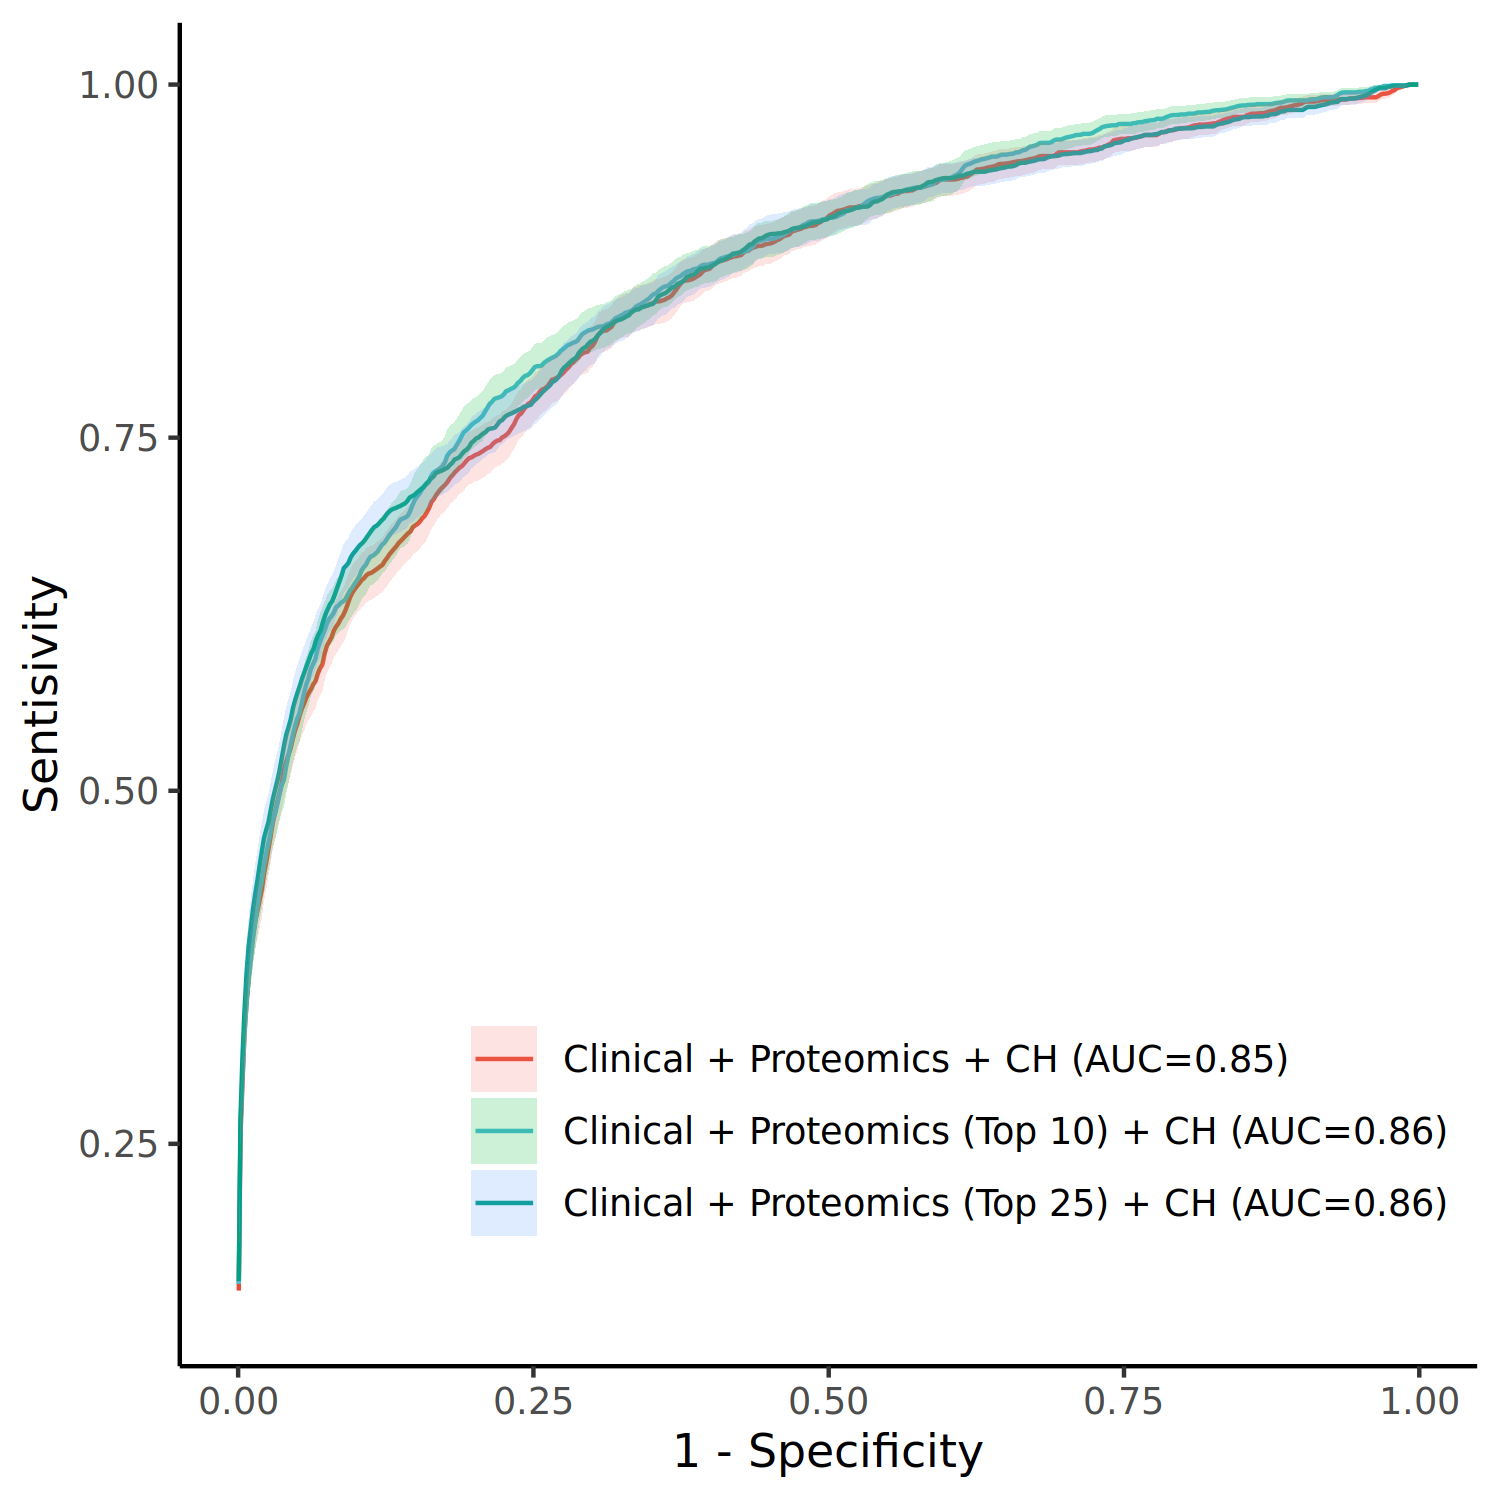 1.00
0.75
0.50
0.25
Sentisivity
Clinical + Proteomics + CH (AUC=0.85)
Clinical + Proteomics (Top 10) + CH (AUC=0.86)
Clinical + Proteomics (Top 25) + CH (AUC=0.86)
0.00 0.25 0.50 0.75 1.00
1 - Specificity